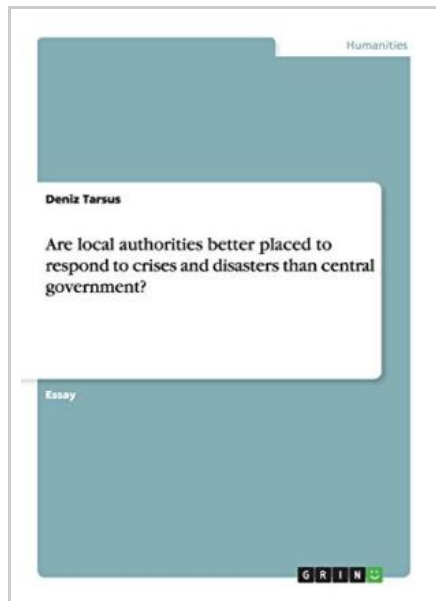 Humanities
Deniz Tarsus
Are local authorities better placed to
respond to crises and disasters than central
government?
Essay
GRIN